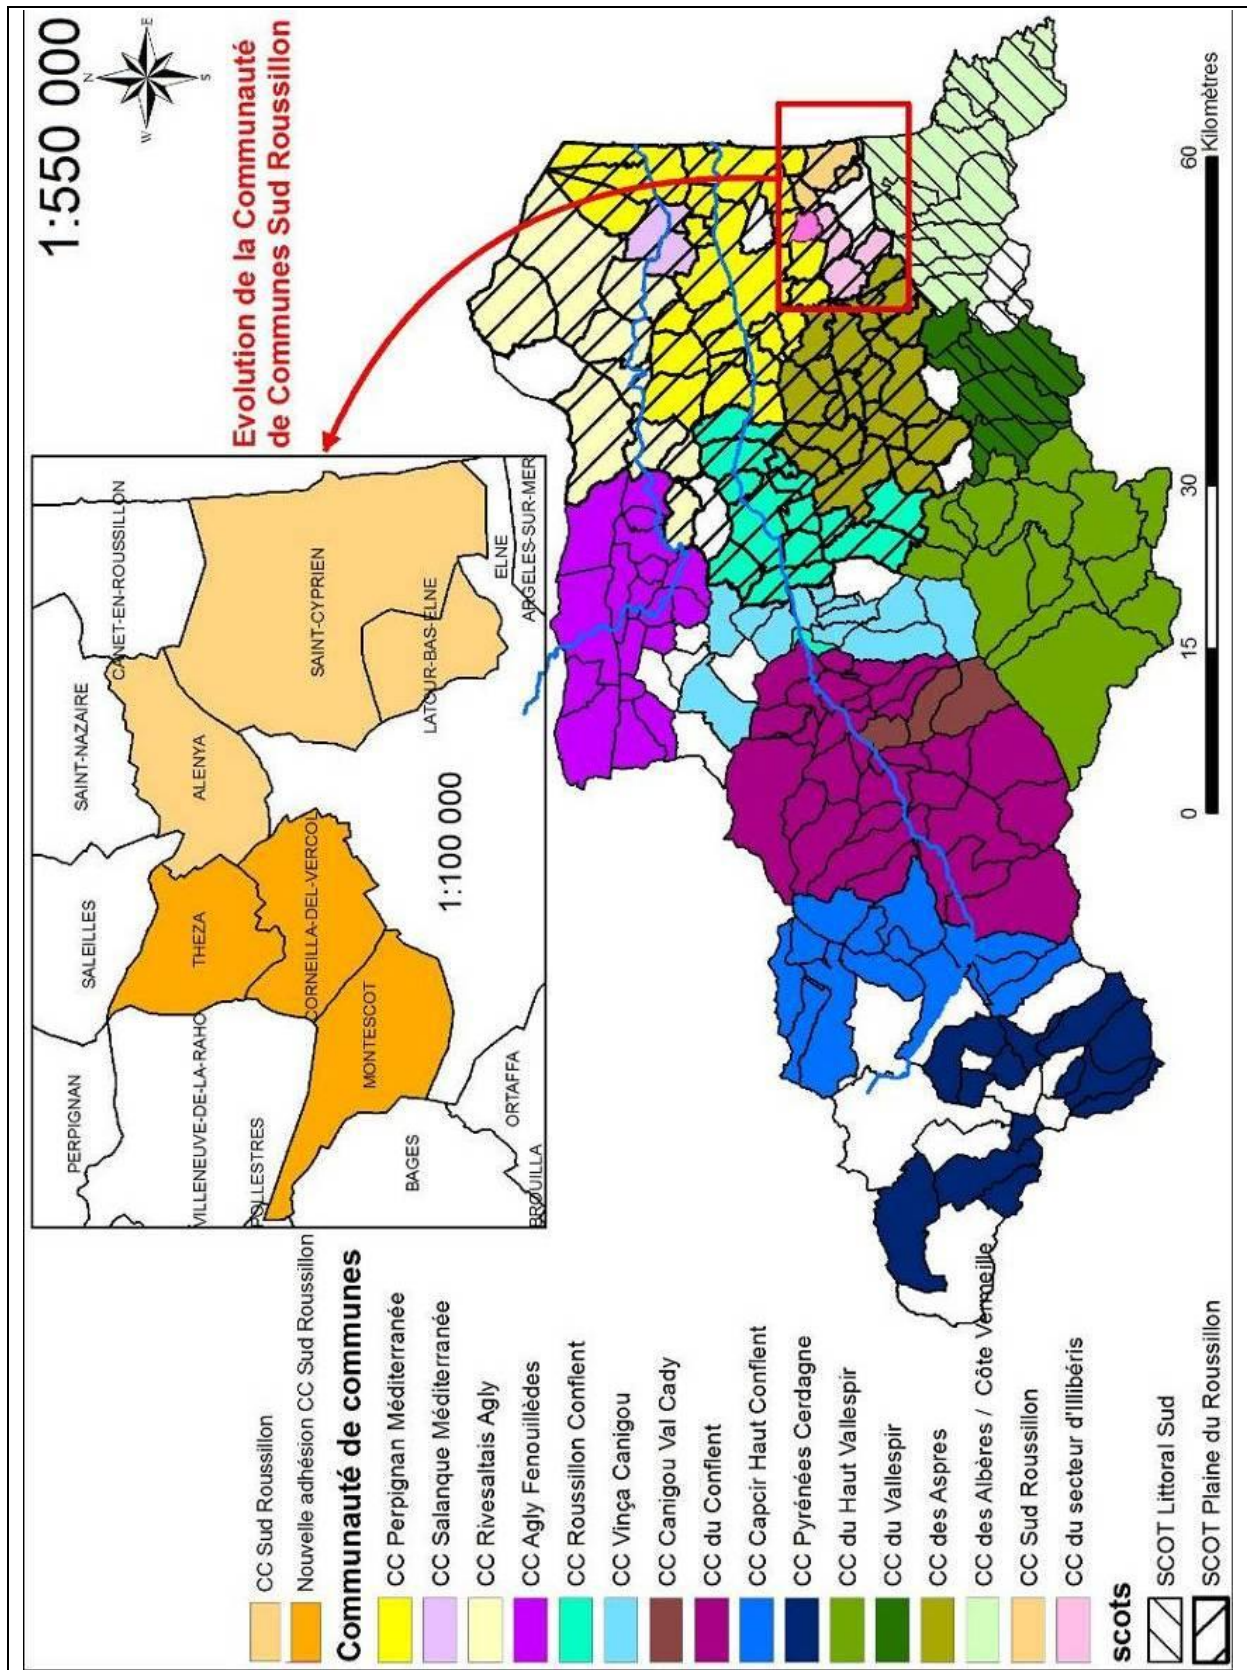 1:550 000
N
E
S
W
Evolution de la Communauté
de Communes Sud Roussillon
PERPIGNAN
SALEILLES
SAINT-NAZAIRE
CANET-EN-ROUSSILLON
VILLENEUVE-DE-LA-RAHO
THEZA
ALENYA
POLLESTRES
CORNEILLA-DEL-VERCOL
SAINT-CYPRIEN
MONTESCOT
BAGES
LATOUR-BAS-ELNE
1:100 000
ORTAFFA
ELNE
BROUILLA
ARGELES-SUR-MER
CC Sud Roussillon
Nouvelle adhésion CC Sud Roussillon
Communauté de communes
CC Perpignan Méditerranée
CC Salanque Méditerranée
CC Rivesaltais Agly
CC Agly Fenouillèdes
CC Roussillon Conflent
CC Vinça Canigou
CC Canigou Val Cady
CC du Conflent
CC Capcir Haut Conflent
CC Pyrénées Cerdagne
CC du Haut Vallespir
CC du Vallespir
CC des Aspres
CC des Albères / Côte Vermeille
CC Sud Roussillon
CC du secteur d'Illibéris
scots
SCOT Littoral Sud
SCOT Plaine du Roussillon
0 15 30 60
Kilomètres